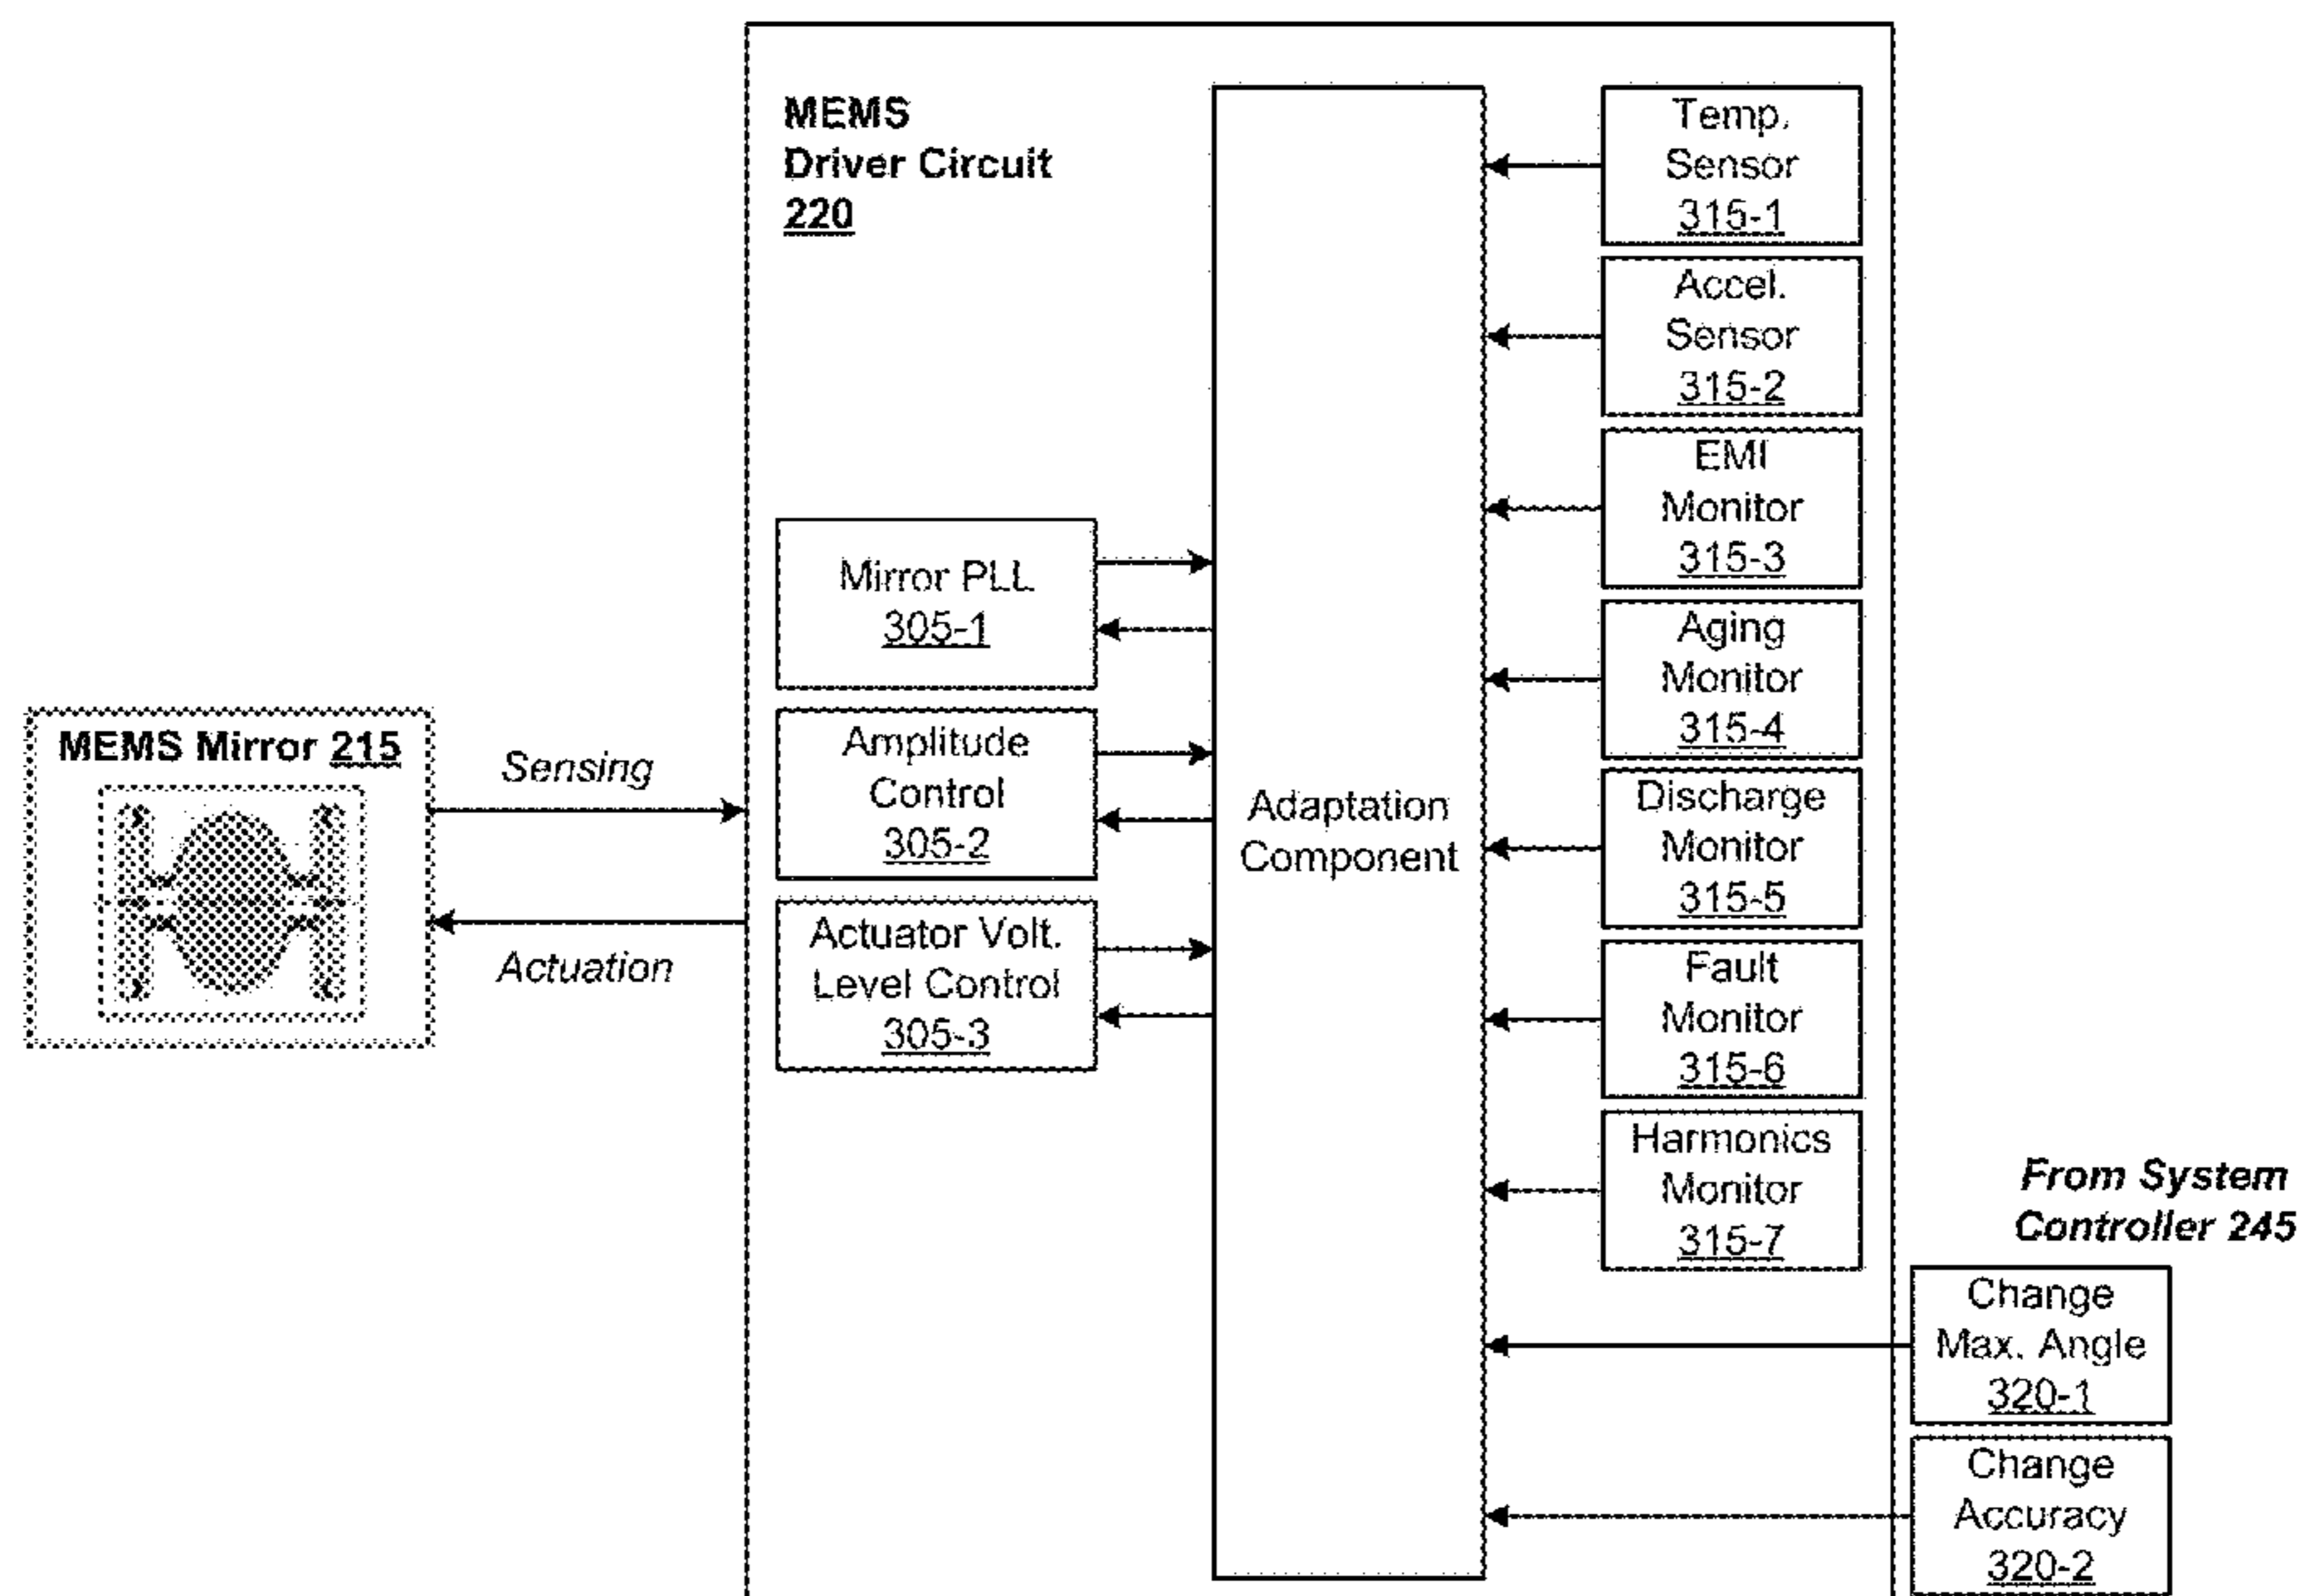 MEMS
Driver Circuit
220
Temp.
Sensor
315-1
Accel.
Sensor
315-2
EMI
Monitor
315-3
Mirror PLL
305-1
Aging
Monitor
315-4
MEMS Mirror 215
Sensing
Actuation
Amplitude
Control
305-2
Actuator Volt.
Level Control
305-3
Adaptation
Component
Discharge
Monitor
315-5
Fault
Monitor
315-6
Harmonics
Monitor
315-7
From System
Controller 245
Change
Max. Angle
320-1
Change
Accuracy
320-2